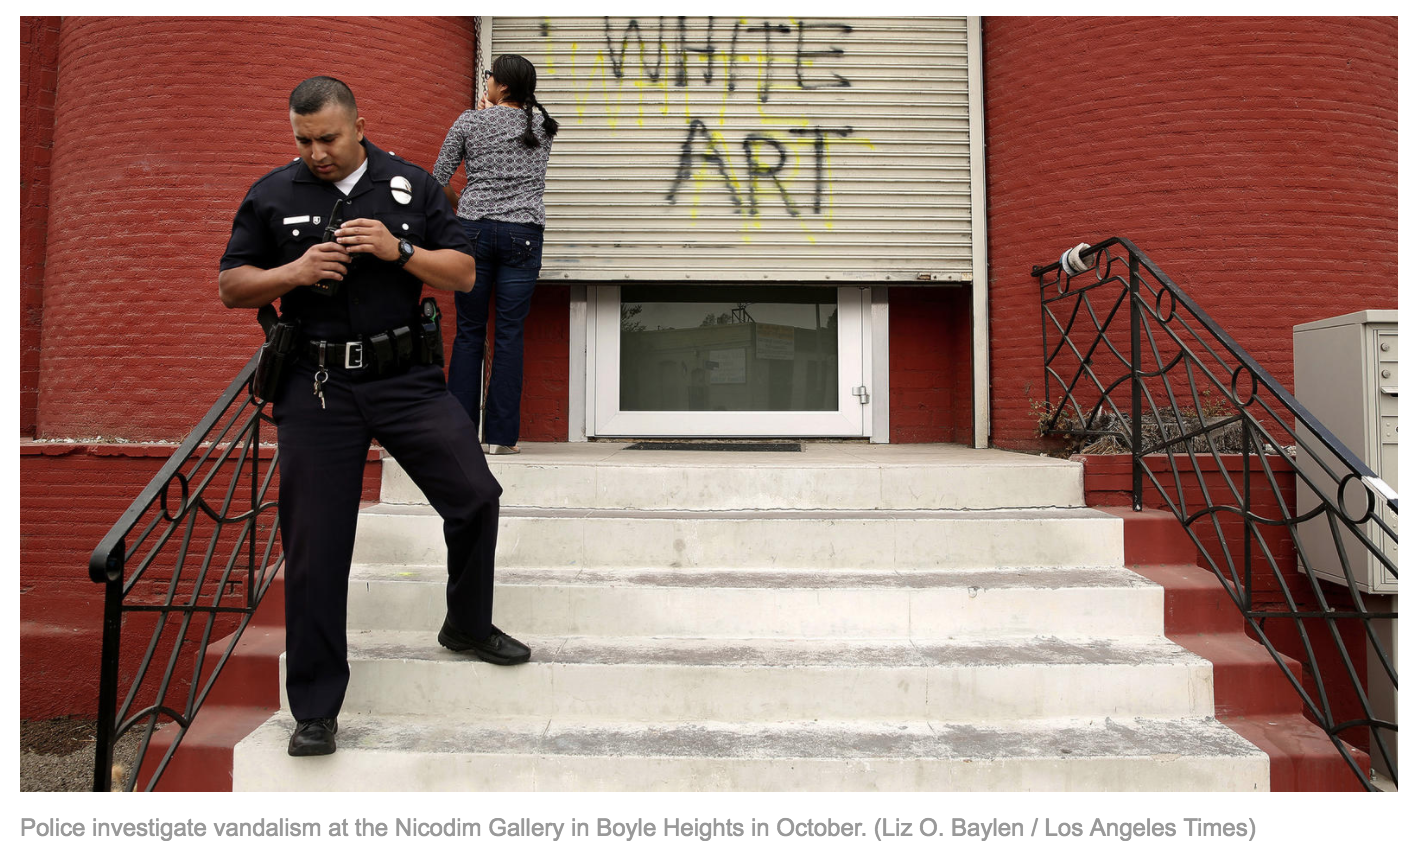 WHITE
ART
Police investigate vandalism at the Nicodim Gallery in Boyle Heights in October. (Liz O. Baylen / Los Angeles Times)